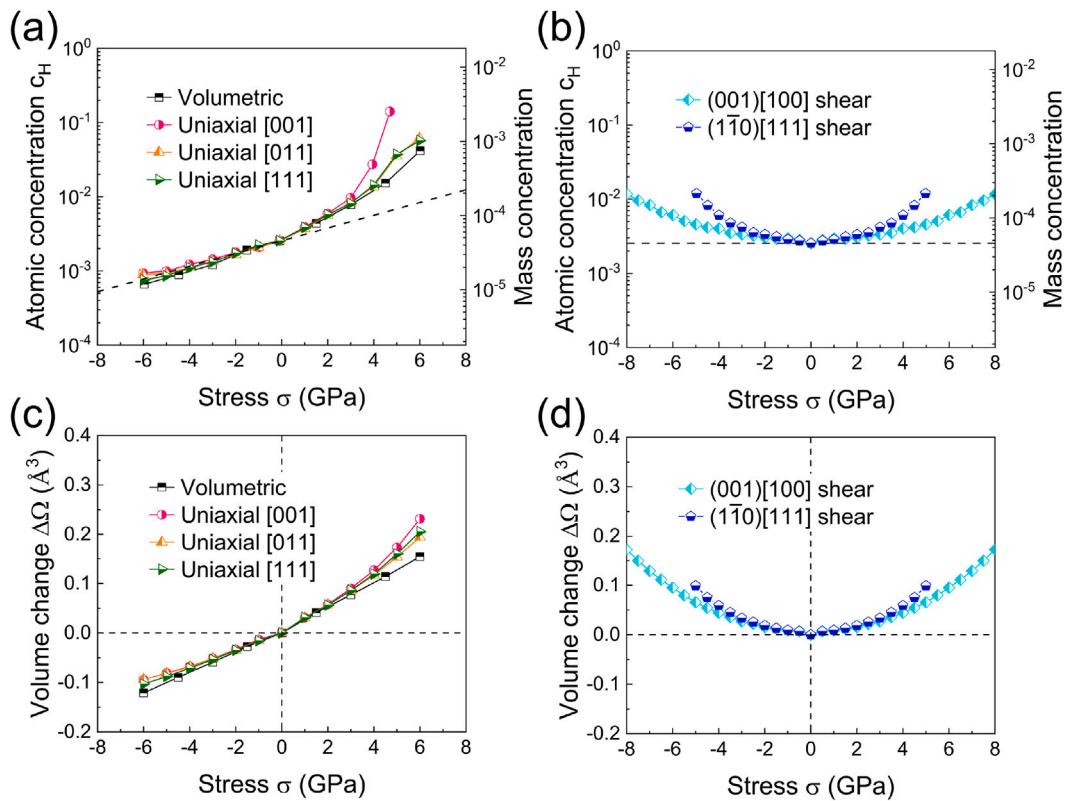 (a)
Atomic concentration c_H
10^0
10^-1
10^-2
10^-3
10^-4
Volumetric
Uniaxial [001]
Uniaxial [011]
Uniaxial [111]
10^-2
10^-3
10^-4
10^-5
Mass concentration
-8 -6 -4 -2 0 2 4 6 8
Stress σ (GPa)
(b)
Atomic concentration c_H
10^0
10^-1
10^-2
10^-3
10^-4
(001)[100] shear
(11̄0)[111] shear
10^-2
10^-3
10^-4
10^-5
Mass concentration
-8 -6 -4 -2 0 2 4 6 8
Stress σ (GPa)
(c)
Volume change ΔΩ (Å^3)
0.4
0.3
0.2
0.1
0.0
-0.1
-0.2
Volumetric
Uniaxial [001]
Uniaxial [011]
Uniaxial [111]
-8 -6 -4 -2 0 2 4 6 8
Stress σ (GPa)
(d)
Volume change ΔΩ (Å^3)
0.4
0.3
0.2
0.1
0.0
-0.1
-0.2
(001)[100] shear
(11̄0)[111] shear
-8 -6 -4 -2 0 2 4 6 8
Stress σ (GPa)